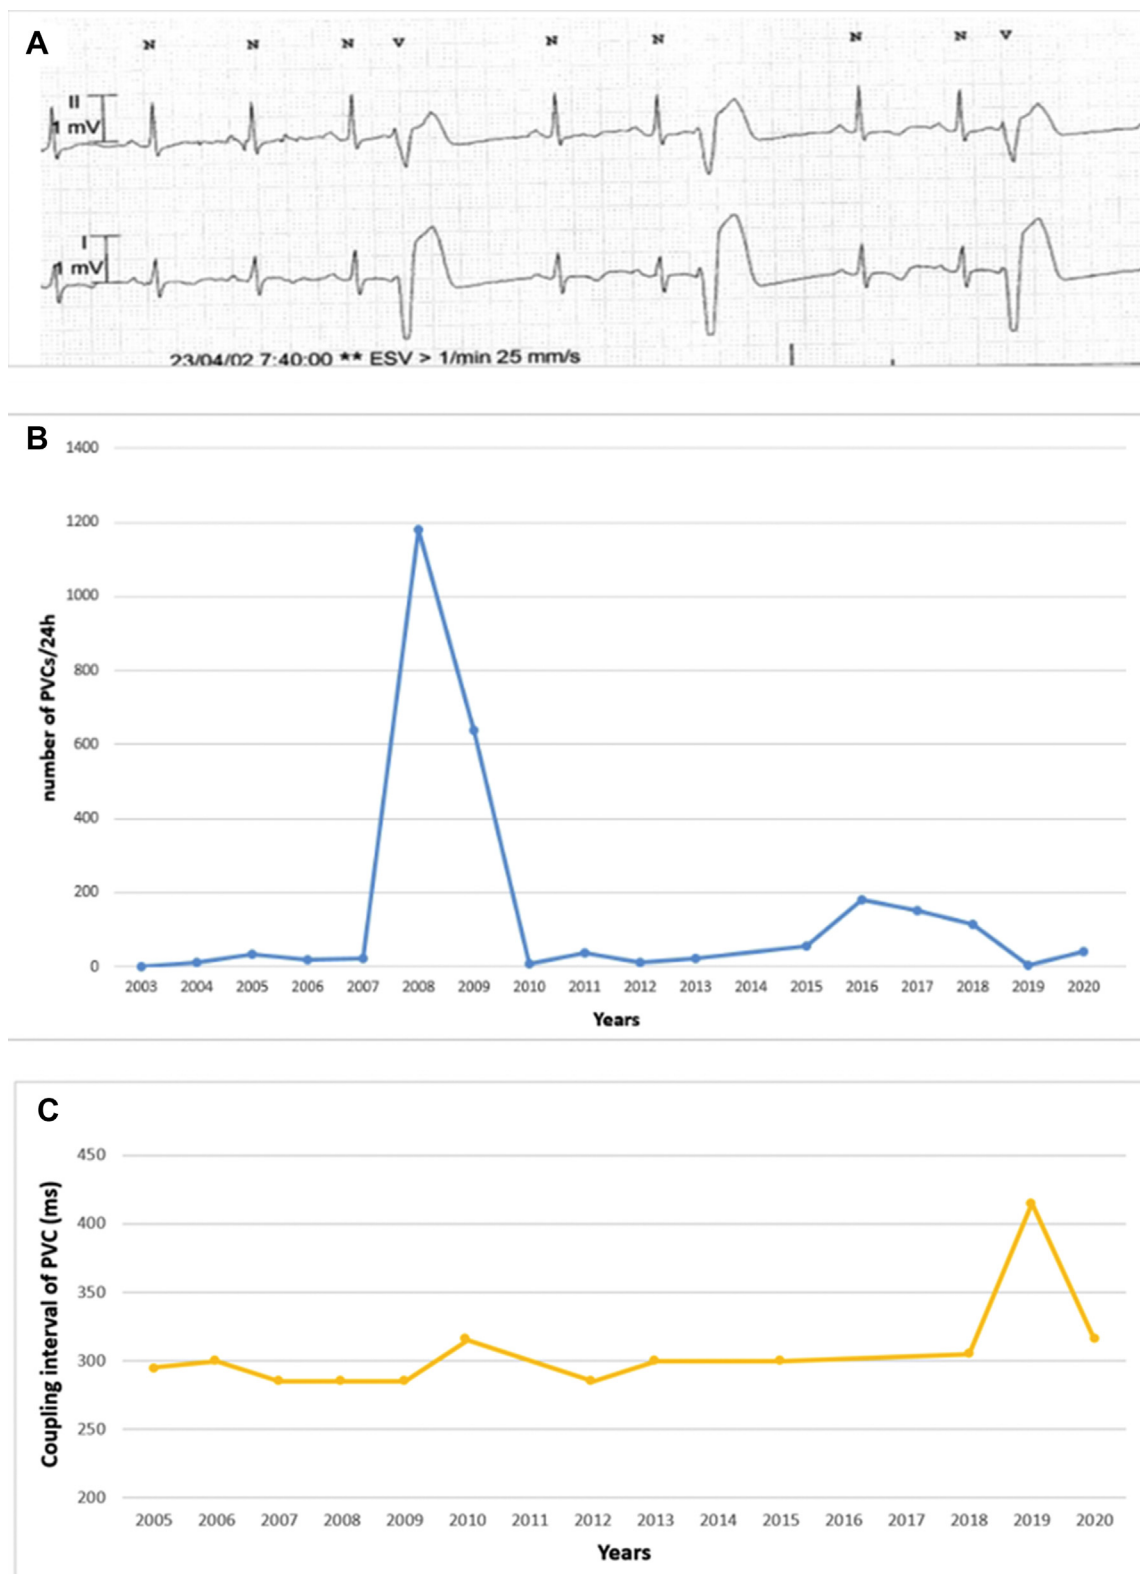 A
N N N V N N N N V
II
1 mV
I
1 mV
23/04/02 7:40:00 ** ESV > 1/min 25 mm/s
B
1400
1200
1000
800
600
400
200
0
number of PVCs/24h
2003 2004 2005 2006 2007 2008 2009 2010 2011 2012 2013 2014 2015 2016 2017 2018 2019 2020
Years
C
450
400
350
300
250
200
Coupling interval of PVC (ms)
2005 2006 2007 2008 2009 2010 2011 2012 2013 2014 2015 2016 2017 2018 2019 2020
Years